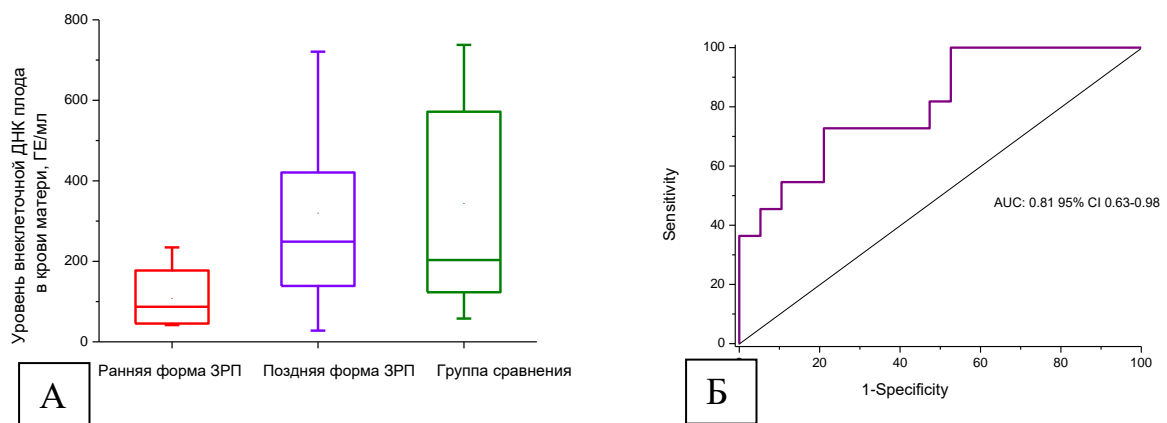 Уровень внеклеточной ДНК плода
в крови матери, ГЕ/мл
800
600
400
200
0
Ранняя форма ЗРП
Поздняя форма ЗРП
Группа сравнения
А
Sensitivity
100
80
60
40
20
0
20
40
60
80
100
1-Specificity
AUC: 0.81 95% CI 0.63-0.98
Б